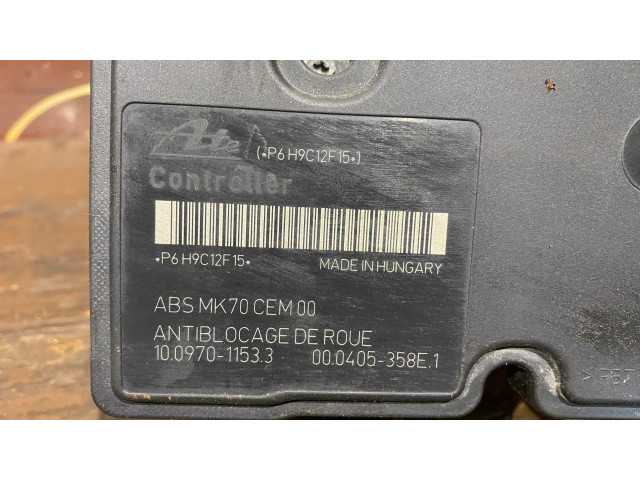 Ate
(•P6 H9C12F15•)
Controller
•P6 H9C12F15•
MADE IN HUNGARY
ABS MK70 CEM 00
ANTIBLOCAGE DE ROUE
10.0970-1153.3 00.0405-358E.1